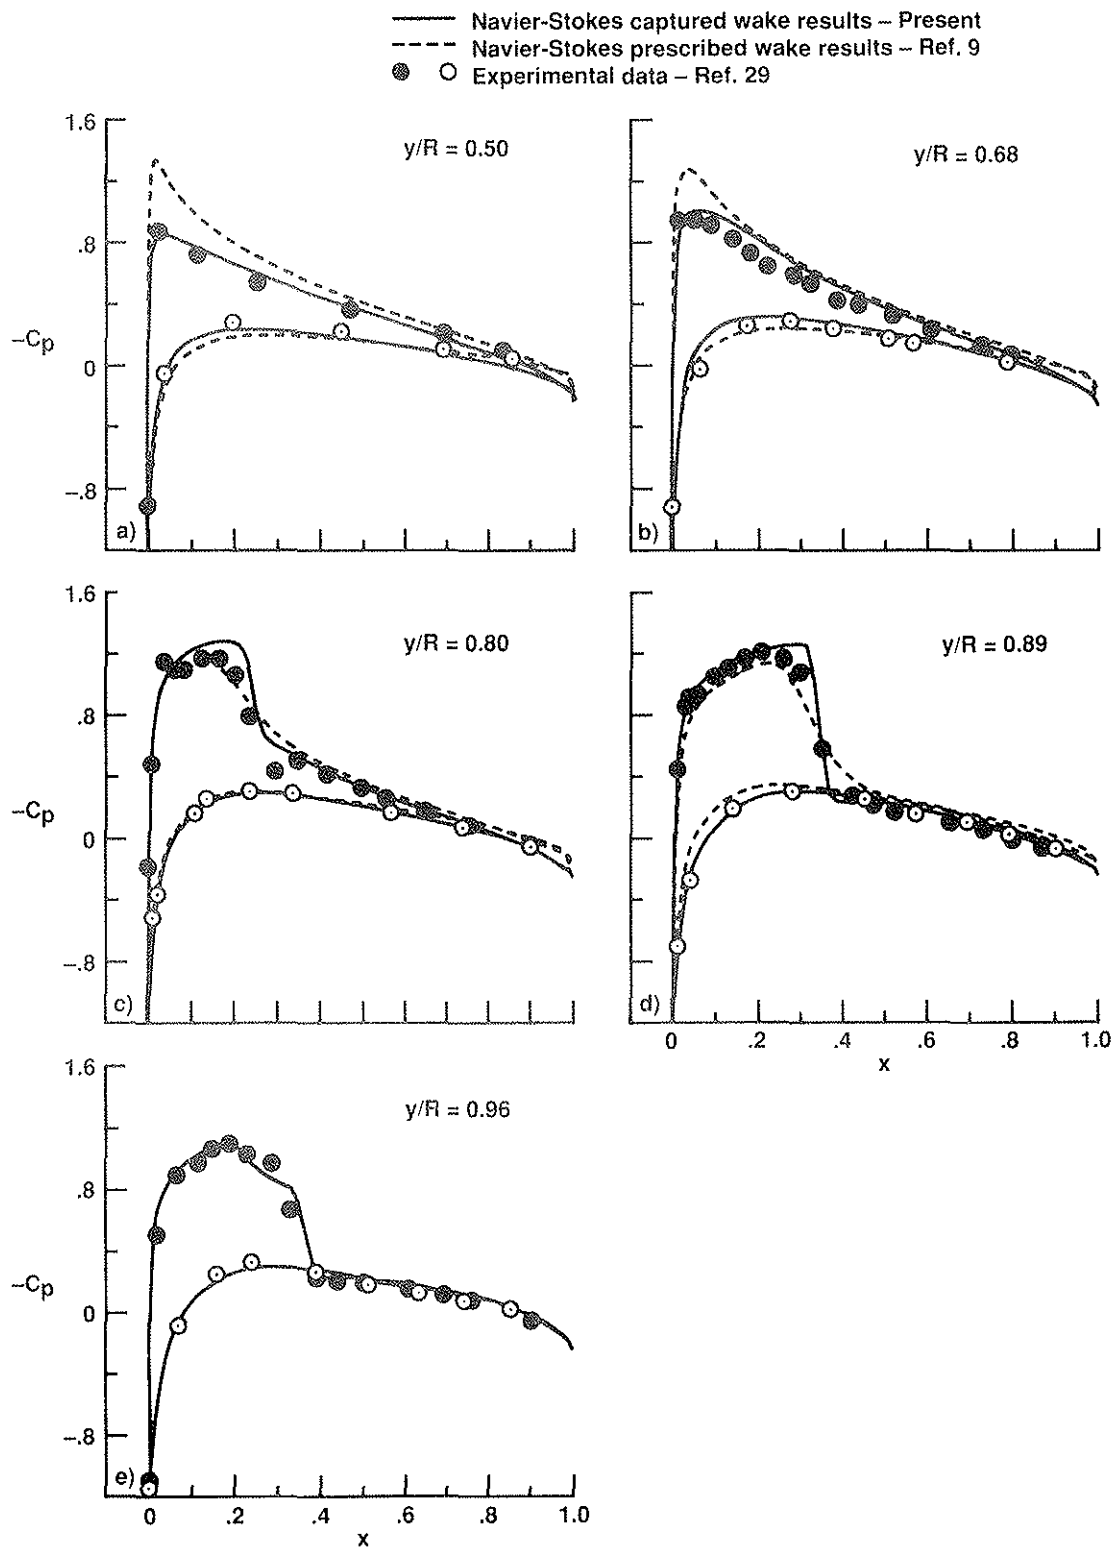 Navier-Stokes captured wake results – Present
Navier-Stokes prescribed wake results – Ref. 9
Experimental data – Ref. 29
1.6
y/R = 0.50
y/R = 0.68
.8
–Cp
0
–.8
a)
b)
1.6
y/R = 0.80
y/R = 0.89
.8
–Cp
0
–.8
c)
d)
0 .2 .4 .6 .8 1.0
x
1.6
y/R = 0.96
.8
–Cp
0
–.8
e)
0 .2 .4 .6 .8 1.0
x